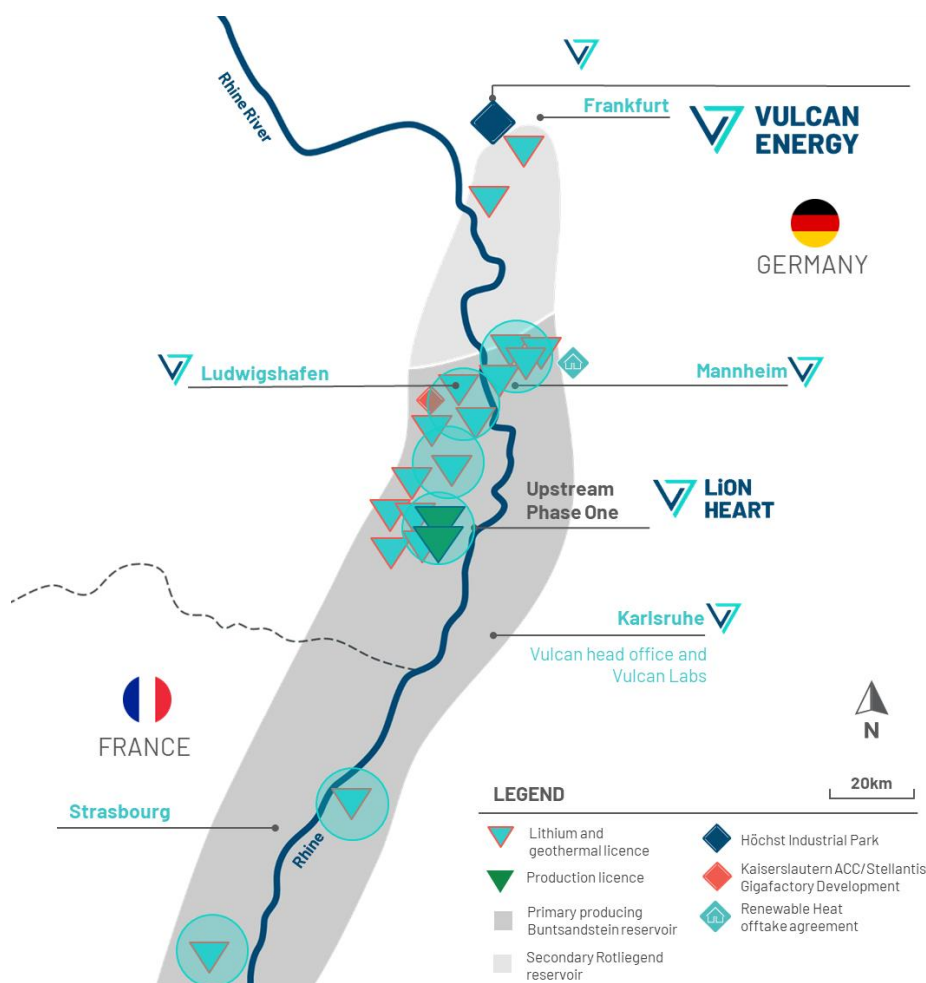 Rhine River
Frankfurt
VULCAN
ENERGY
GERMANY
Ludwigshafen
Mannheim
Upstream
Phase One
LiON
HEART
Karlsruhe
Vulcan head office and
Vulcan Labs
FRANCE
N
20km
Strasbourg
Rhine
LEGEND
Lithium and
geothermal licence
Production licence
Primary producing
Buntsandstein reservoir
Secondary Rotliegend
reservoir
Höchst Industrial Park
Kaiserslautern ACC/Stellantis
Gigafactory Development
Renewable Heat
offtake agreement